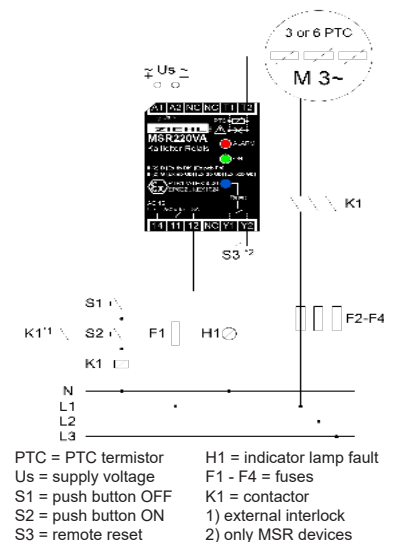 3 or 6 PTC
M 3~
Us
A1 A2 NC NC T1 T2
ZIEHL
MSR220VA
Kaltleiter Relais
ALARM
ON
14 11 12 NC Y1 Y2
K1
S3 *2
S1
K1*1
S2
F1
H1
F2-F4
K1
N
L1
L2
L3
PTC = PTC termistor
Us = supply voltage
S1 = push button OFF
S2 = push button ON
S3 = remote reset
H1 = indicator lamp fault
F1 - F4 = fuses
K1 = contactor
1) external interlock
2) only MSR devices